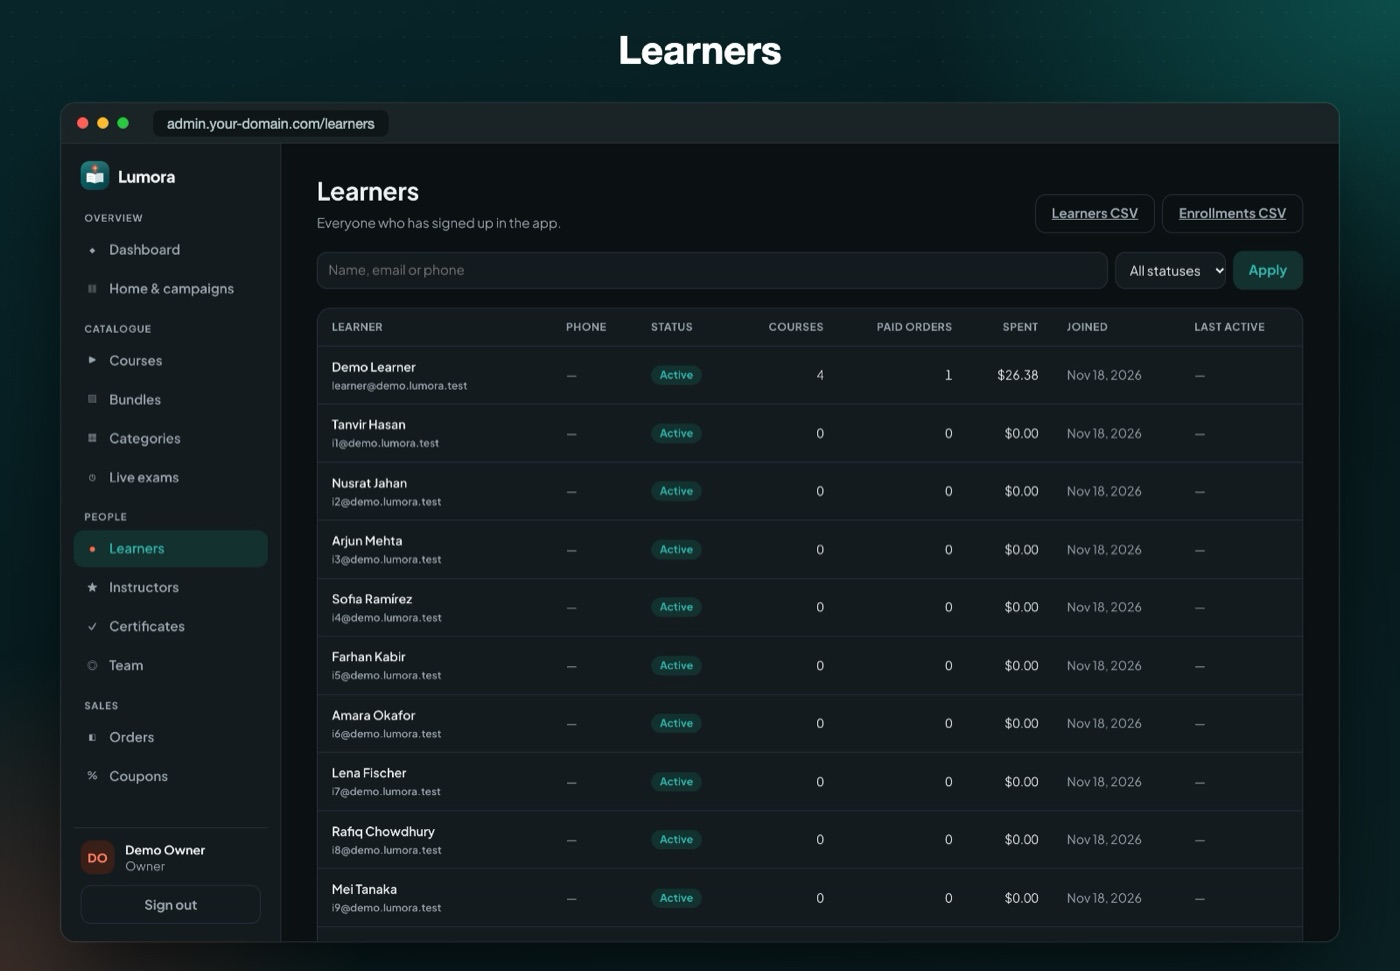 Learners
admin.your-domain.com/learners
Lumora
OVERVIEW
Dashboard
Home & campaigns
CATALOGUE
Courses
Bundles
Categories
Live exams
PEOPLE
Learners
Instructors
Certificates
Team
SALES
Orders
% Coupons
DO
Demo Owner
Owner
Sign out
Learners
Everyone who has signed up in the app.
Learners CSV Enrollments CSV
Name, email or phone All statuses Apply
LEARNER PHONE STATUS COURSES PAID ORDERS SPENT JOINED LAST ACTIVE
Demo Learner
learner@demo.lumora.test — Active 4 1 $26.38 Nov 18, 2026 —
Tanvir Hasan
i1@demo.lumora.test — Active 0 0 $0.00 Nov 18, 2026 —
Nusrat Jahan
i2@demo.lumora.test — Active 0 0 $0.00 Nov 18, 2026 —
Arjun Mehta
i3@demo.lumora.test — Active 0 0 $0.00 Nov 18, 2026 —
Sofia Ramírez
i4@demo.lumora.test — Active 0 0 $0.00 Nov 18, 2026 —
Farhan Kabir
i5@demo.lumora.test — Active 0 0 $0.00 Nov 18, 2026 —
Amara Okafor
i6@demo.lumora.test — Active 0 0 $0.00 Nov 18, 2026 —
Lena Fischer
i7@demo.lumora.test — Active 0 0 $0.00 Nov 18, 2026 —
Rafiq Chowdhury
i8@demo.lumora.test — Active 0 0 $0.00 Nov 18, 2026 —
Mei Tanaka
i9@demo.lumora.test — Active 0 0 $0.00 Nov 18, 2026 —